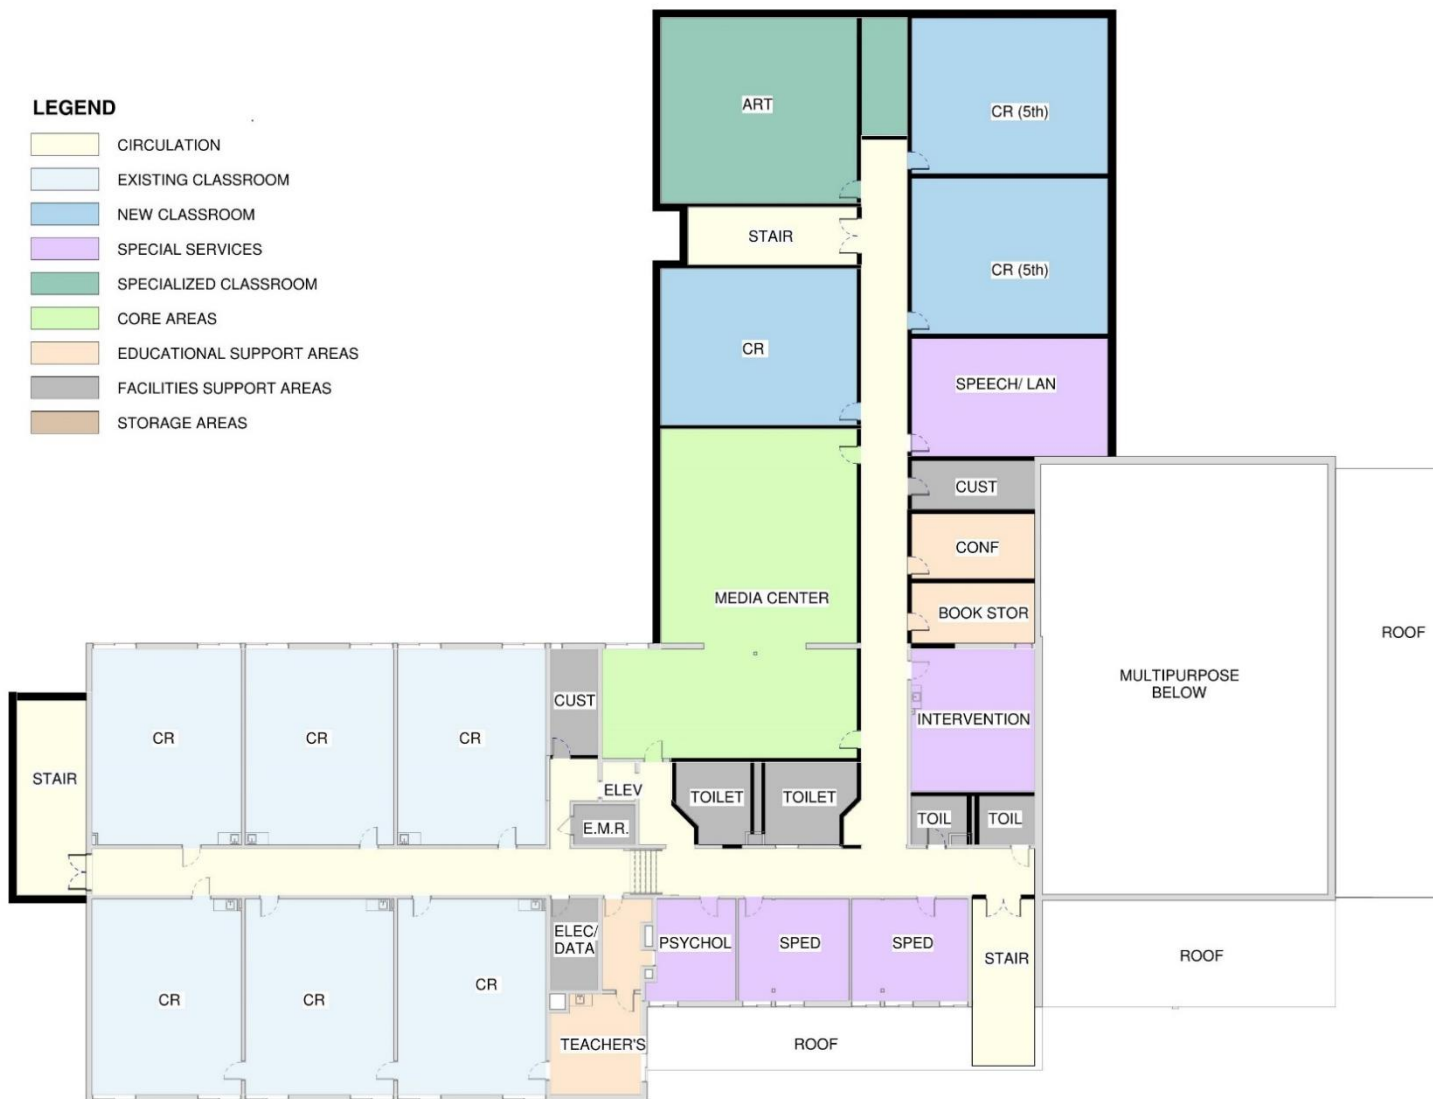 LEGEND
CIRCULATION
EXISTING CLASSROOM
NEW CLASSROOM
SPECIAL SERVICES
SPECIALIZED CLASSROOM
CORE AREAS
EDUCATIONAL SUPPORT AREAS
FACILITIES SUPPORT AREAS
STORAGE AREAS
ART
CR (5th)
STAIR
CR (5th)
CR
SPEECH/ LAN
CUST
CONF
MEDIA CENTER
BOOK STOR
ROOF
MULTIPURPOSE
BELOW
CUST
INTERVENTION
CR
CR
CR
STAIR
ELEV
TOILET
TOILET
E.M.R.
TOIL
TOIL
ELEC/
DATA
PSYCHOL
SPED
SPED
STAIR
ROOF
CR
CR
CR
TEACHER'S
ROOF